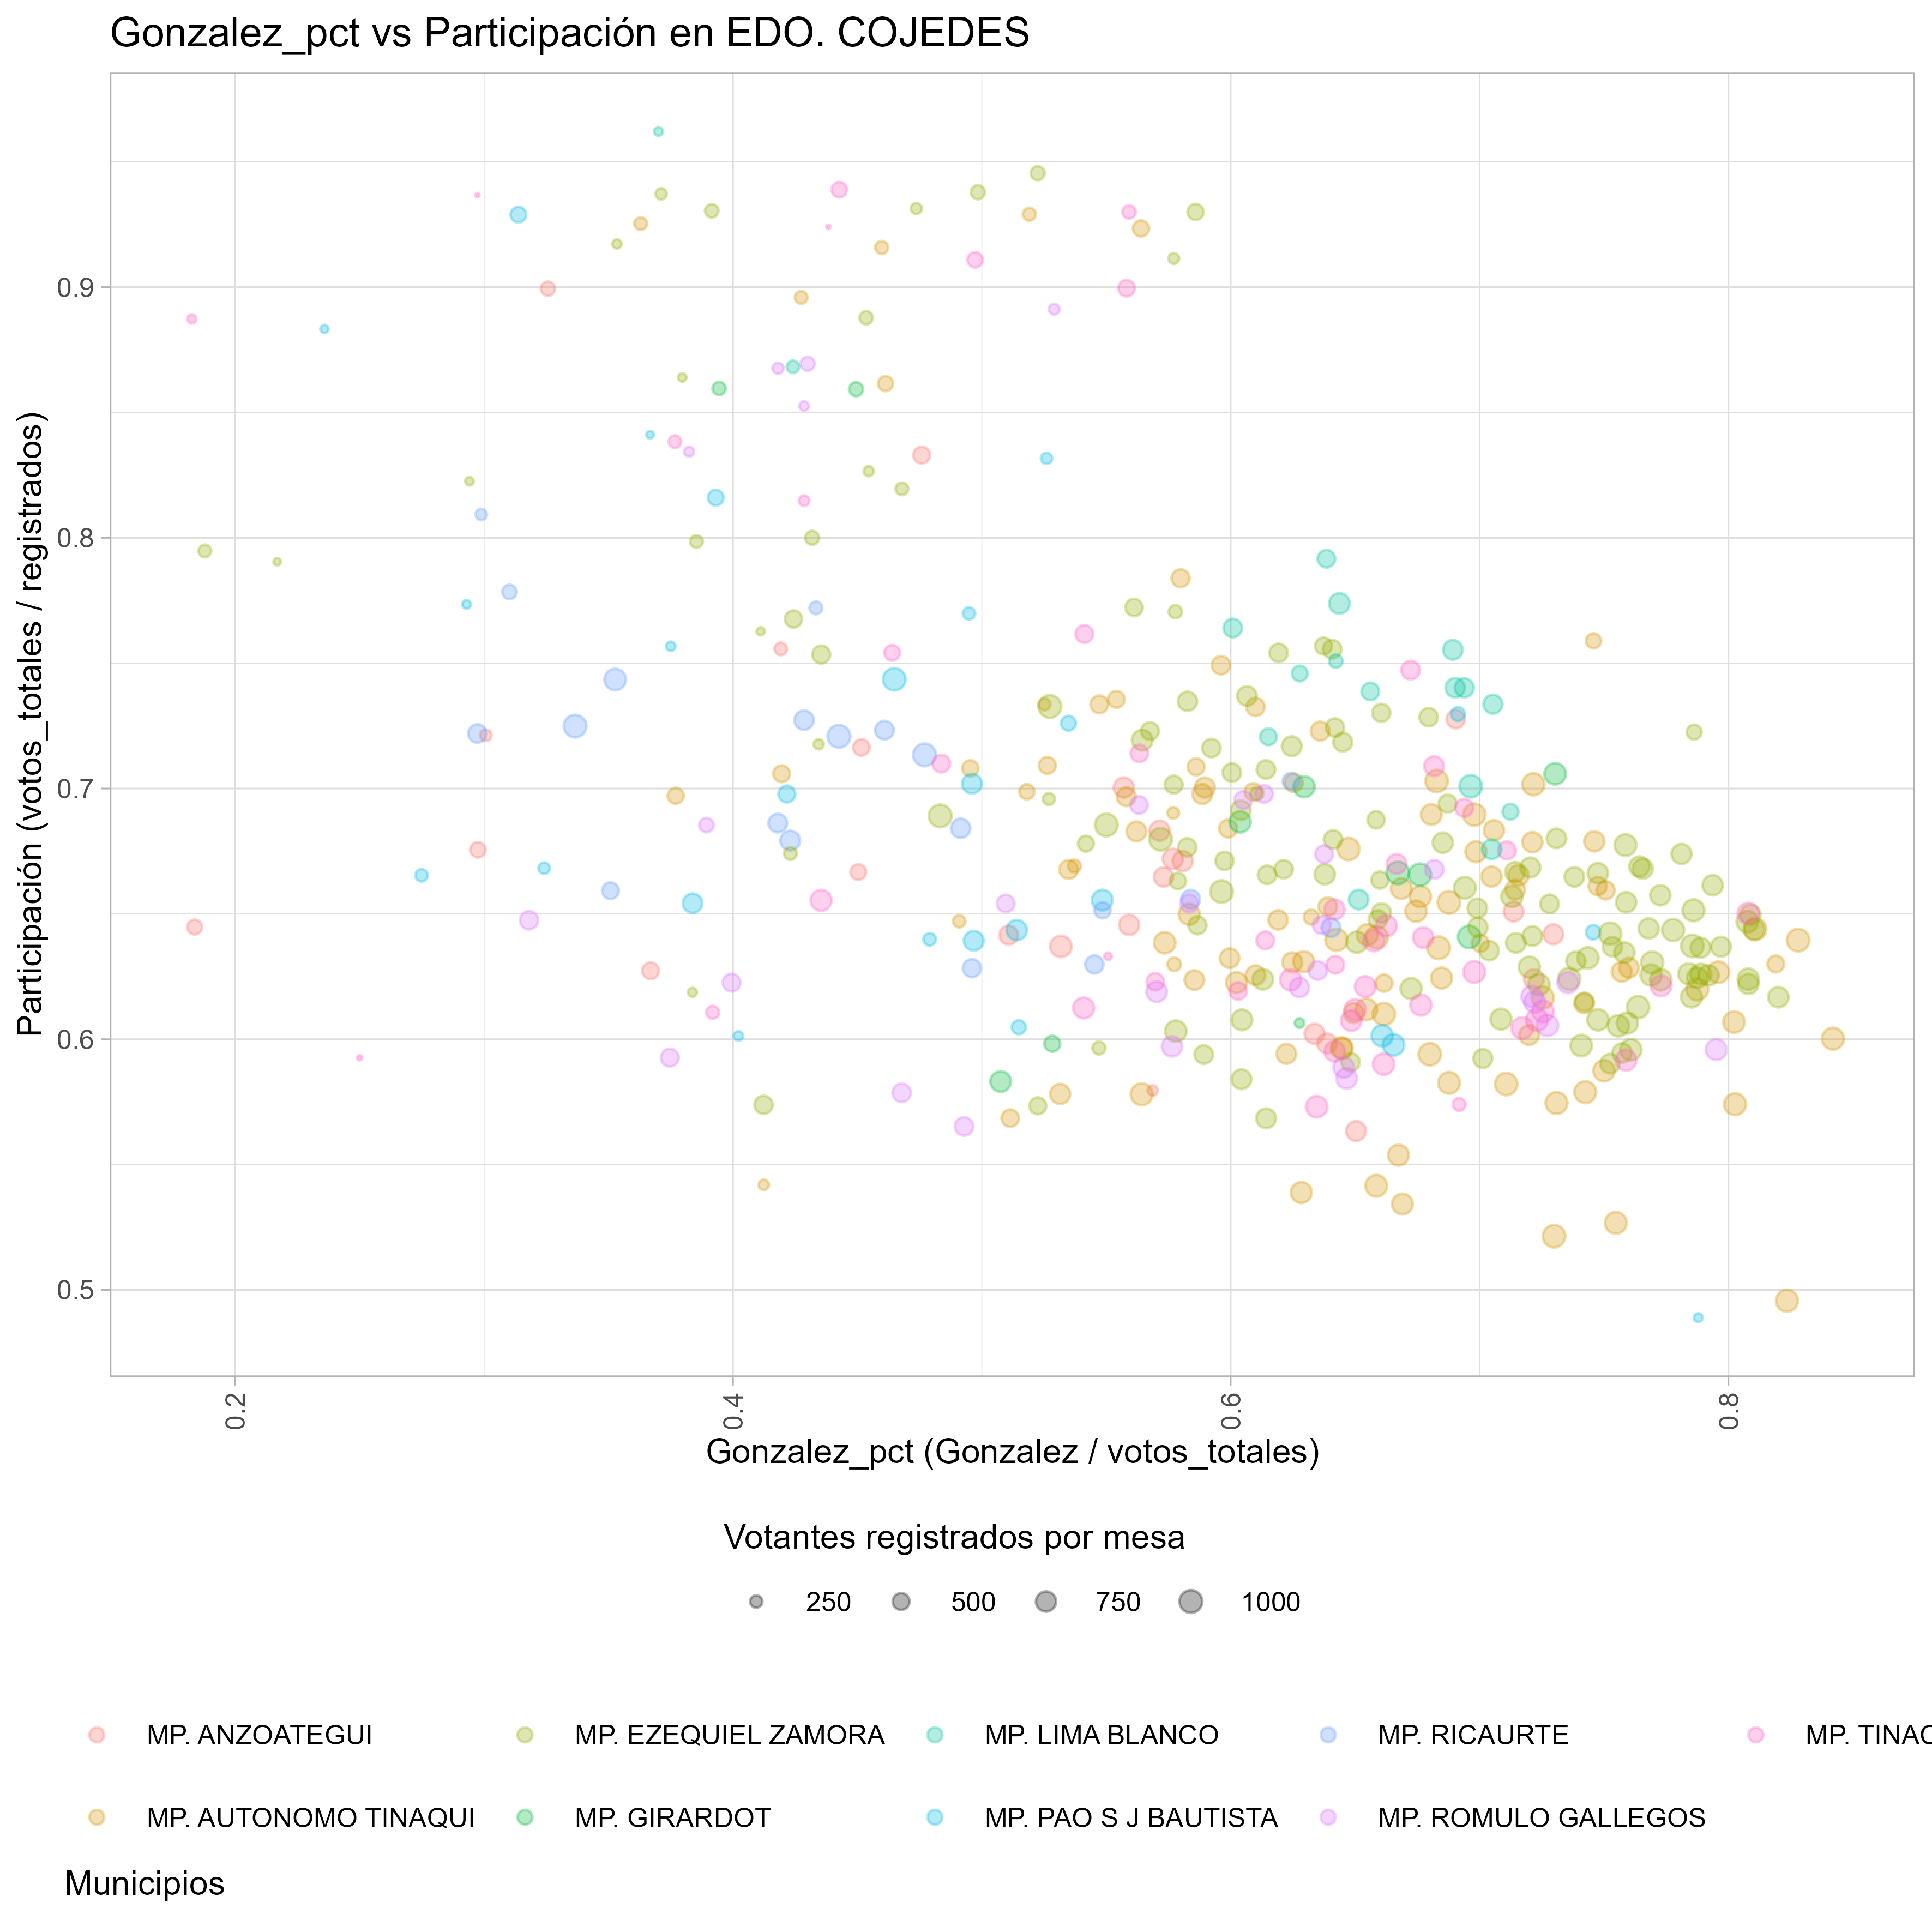 Gonzalez_pct vs Participación en EDO. COJEDES
Participación (votos_totales / registrados)
0.9
0.8
0.7
0.6
0.5
0.2 0.4 0.6 0.8
Gonzalez_pct (Gonzalez / votos_totales)
Votantes registrados por mesa
250 500 750 1000
MP. ANZOATEGUI MP. EZEQUIEL ZAMORA MP. LIMA BLANCO MP. RICAURTE MP. TINAC
MP. AUTONOMO TINAQUI MP. GIRARDOT MP. PAO S J BAUTISTA MP. ROMULO GALLEGOS
Municipios